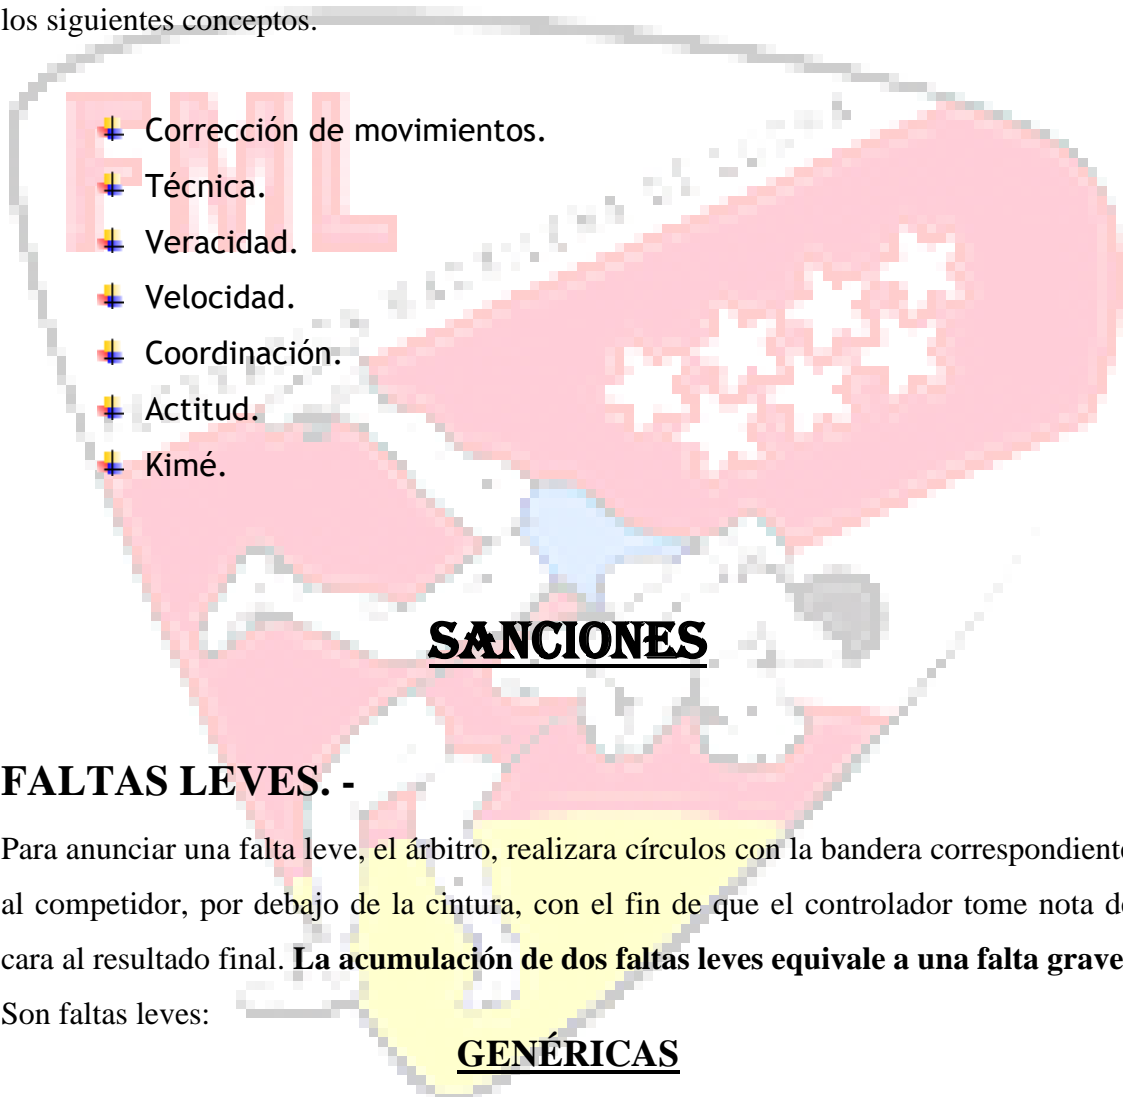 los siguientes conceptos.
Corrección de movimientos.
Técnica.
Veracidad.
Velocidad.
Coordinación.
Actitud.
Kimé.
SANCIONES
FALTAS LEVES. -
Para anunciar una falta leve, el árbitro, realizara círculos con la bandera correspondiente
al competidor, por debajo de la cintura, con el fin de que el controlador tome nota de
cara al resultado final. La acumulación de dos faltas leves equivale a una falta grave
Son faltas leves:
GENÉRICAS
FML